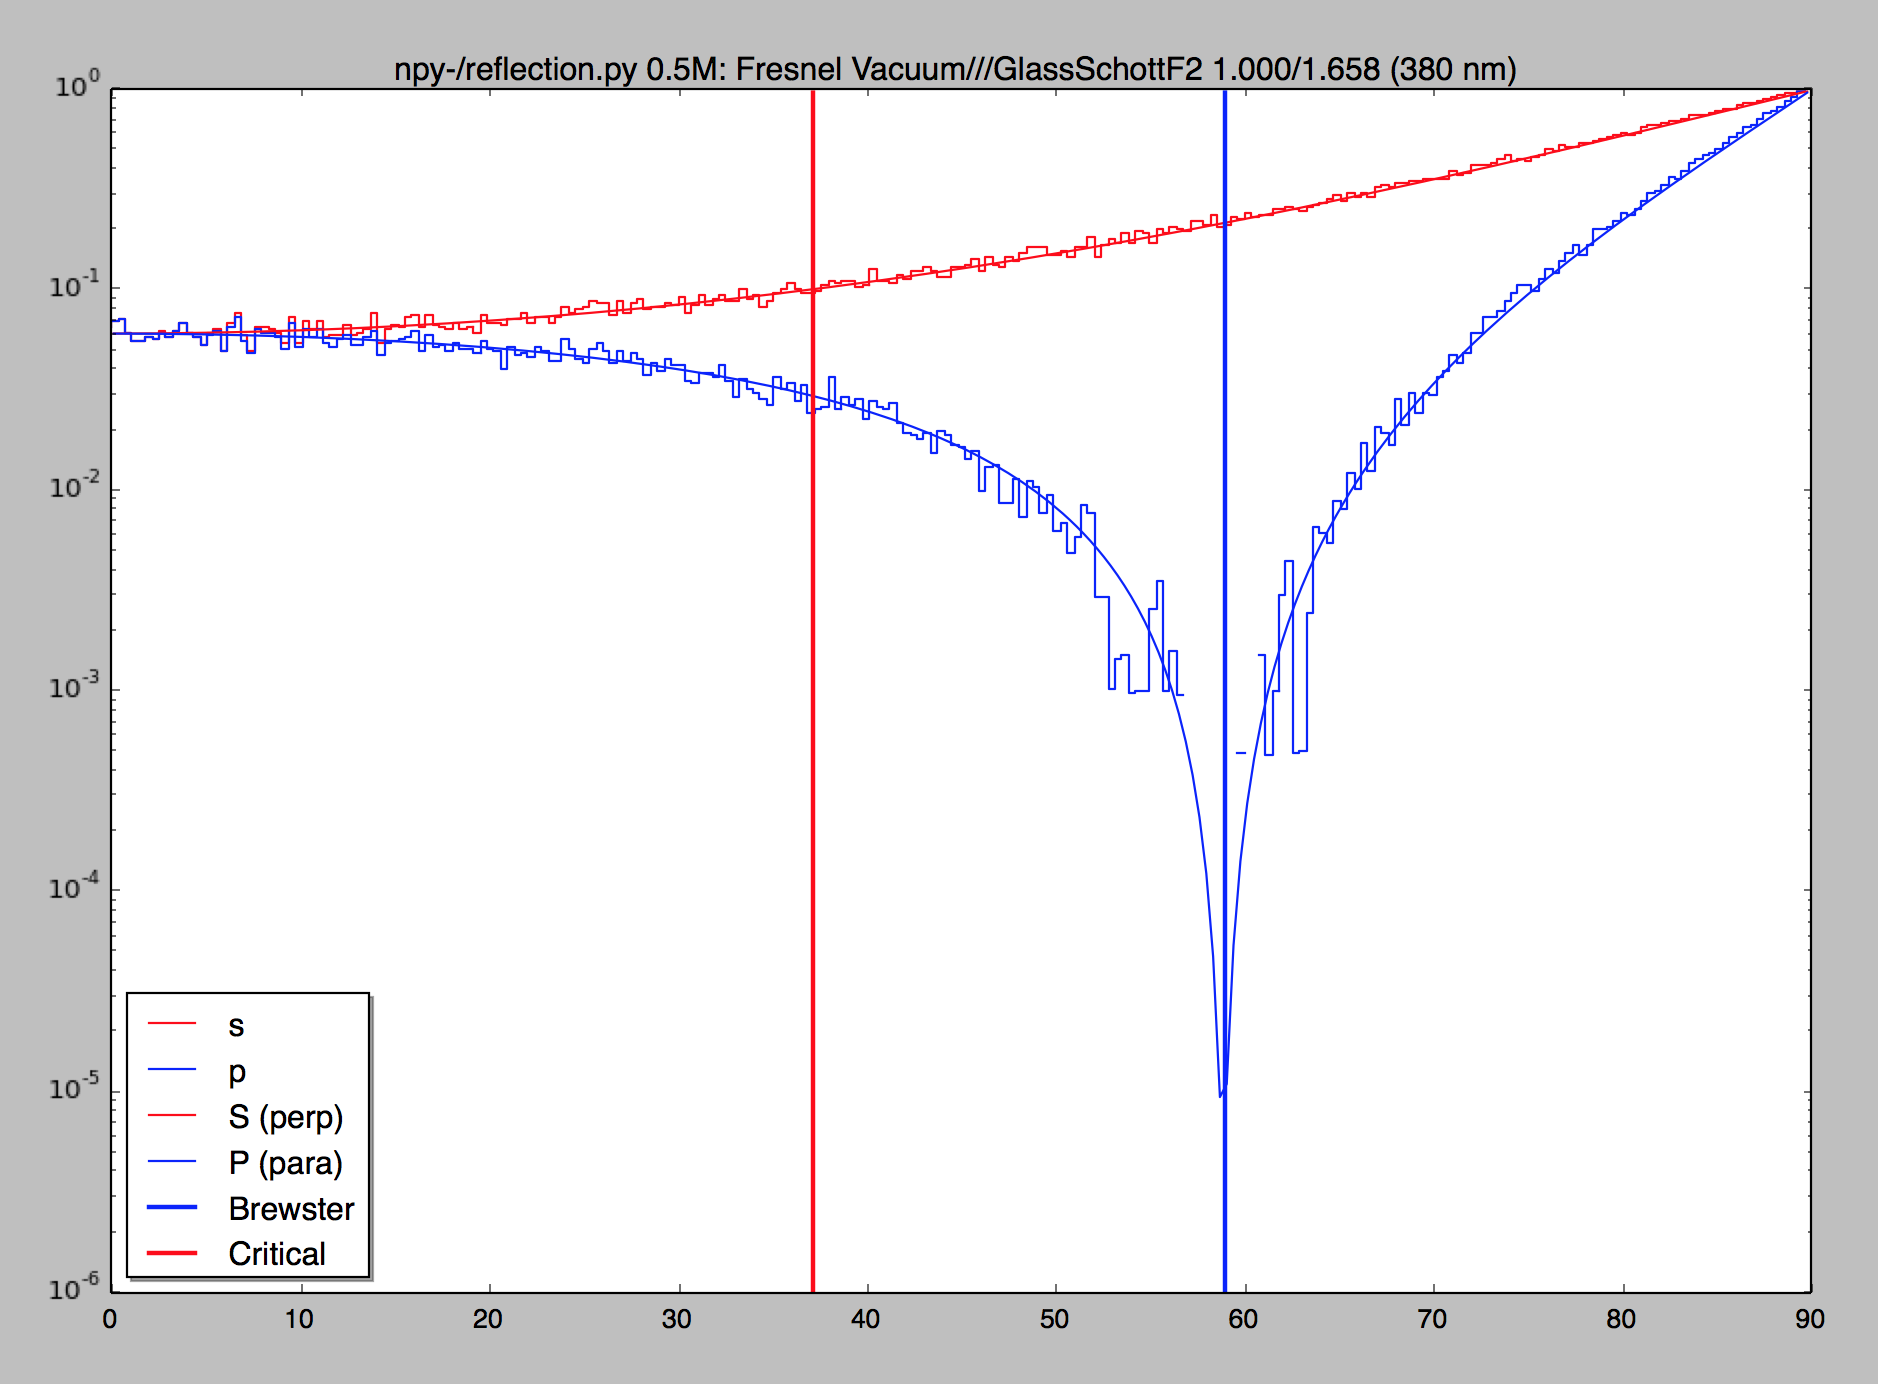 npy-/reflection.py 0.5M: Fresnel Vacuum///GlassSchottF2 1.000/1.658 (380 nm)
10^0
10^-1
10^-2
10^-3
10^-4
10^-5
10^-6
s
p
S (perp)
P (para)
Brewster
Critical
0 10 20 30 40 50 60 70 80 90